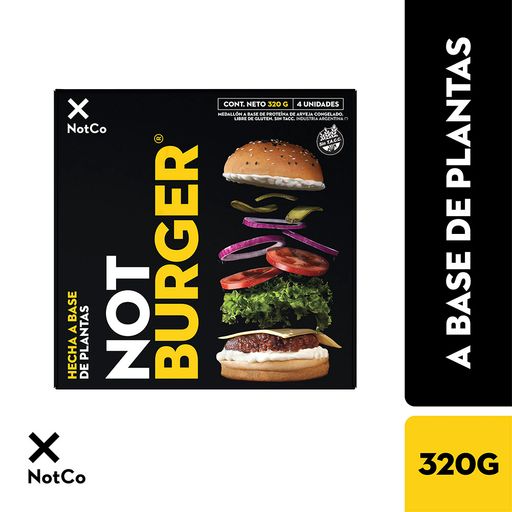 NotCo
CONT. NETO 320 G
4 UNIDADES
MEDALLÓN A BASE DE PROTEÍNA DE ARVEJA CONGELADO.
LIBRE DE GLUTEN. SIN TACC. INDUSTRIA ARGENTINA
Sin T.A.C.C.
HECHA A BASE
DE PLANTAS
NOT
BURGER®
A BASE DE PLANTAS
NotCo
320G